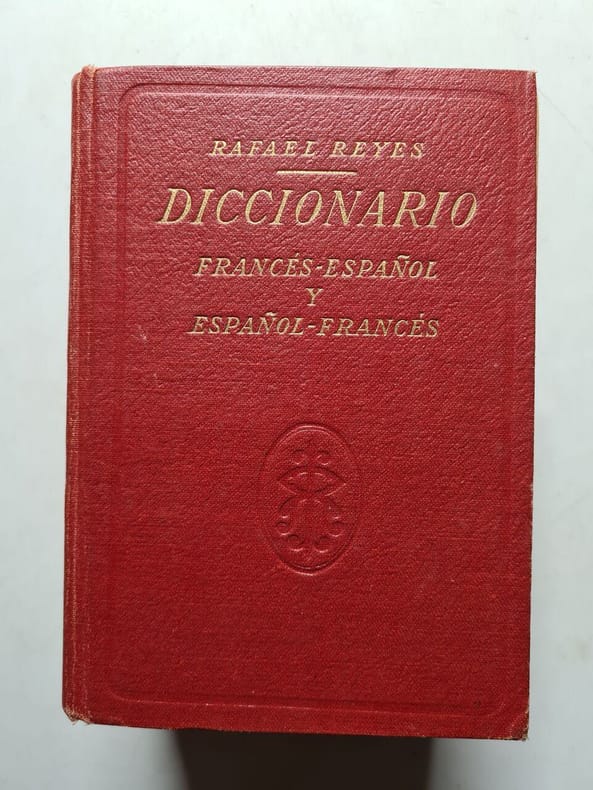 RAFAEL REYES
DICCIONARIO
FRANCÉS-ESPAÑOL
Y
ESPAÑOL-FRANCÉS